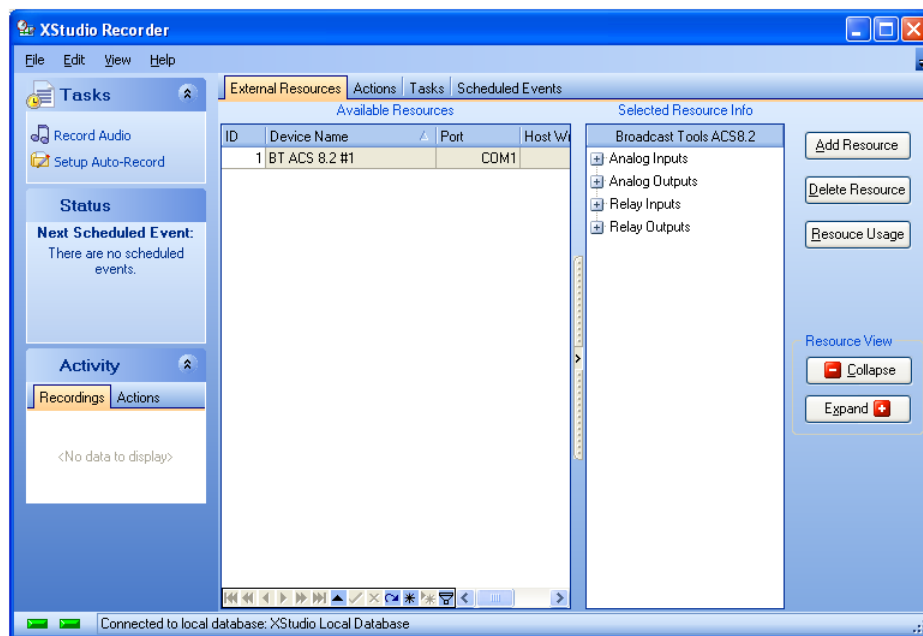 XStudio Recorder
File Edit View Help
Tasks
Record Audio
Setup Auto-Record
Status
Next Scheduled Event:
There are no scheduled
events.
Activity
Recordings Actions
<No data to display>
External Resources Actions Tasks Scheduled Events
Available Resources
ID Device Name Port Host Wi
1 BT ACS 8.2 #1 COM1
Selected Resource Info
Broadcast Tools ACS8.2
Analog Inputs
Analog Outputs
Relay Inputs
Relay Outputs
Add Resource
Delete Resource
Resouce Usage
Resource View
Collapse
Expand
Connected to local database: XStudio Local Database